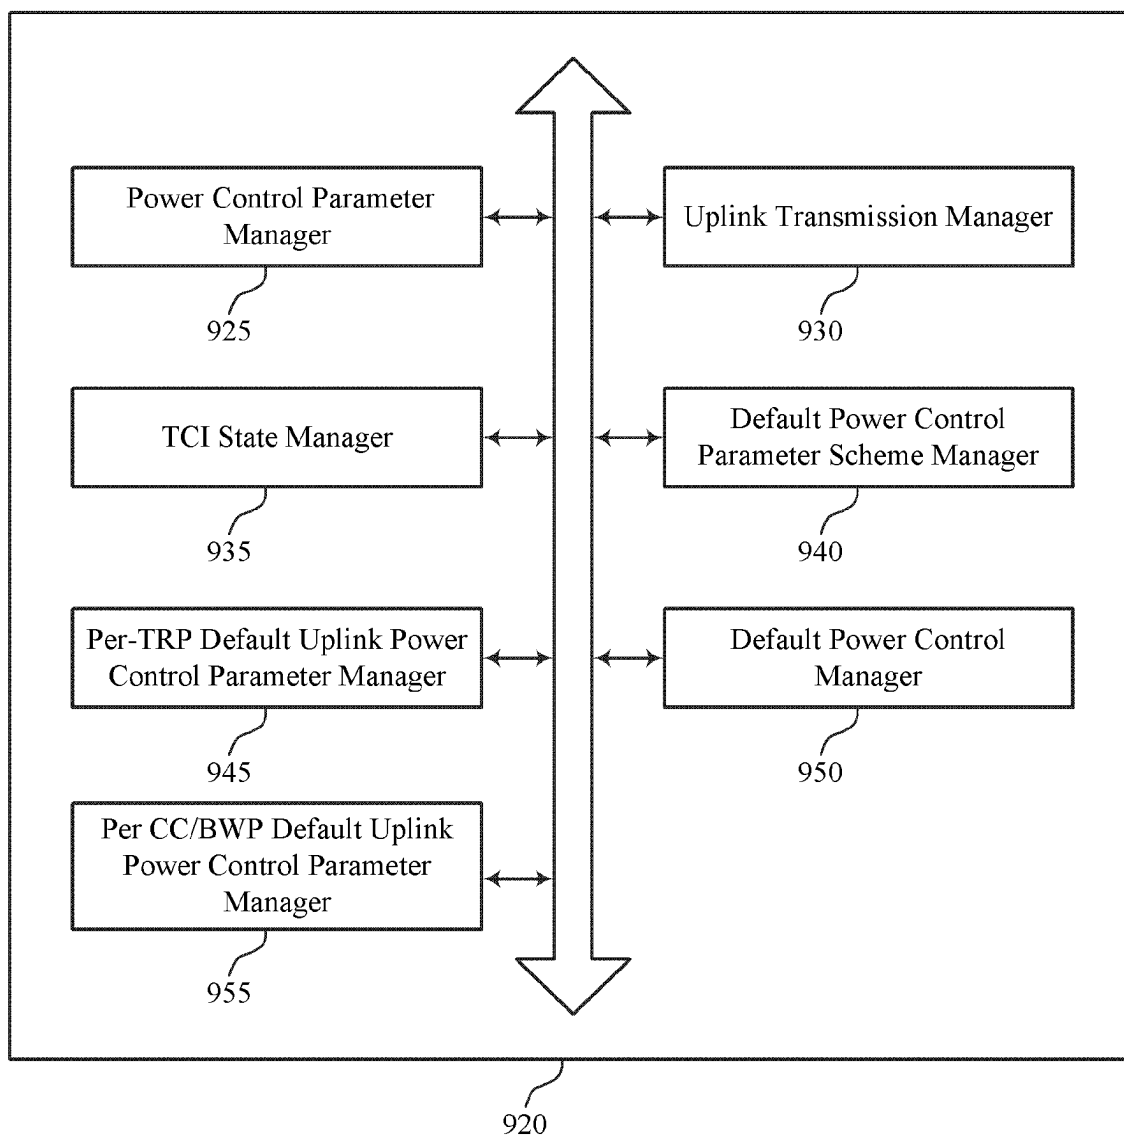 Power Control Parameter
Manager
925
Uplink Transmission Manager
930
TCI State Manager
935
Default Power Control
Parameter Scheme Manager
940
Per-TRP Default Uplink Power
Control Parameter Manager
945
Default Power Control
Manager
950
Per CC/BWP Default Uplink
Power Control Parameter
Manager
955
920